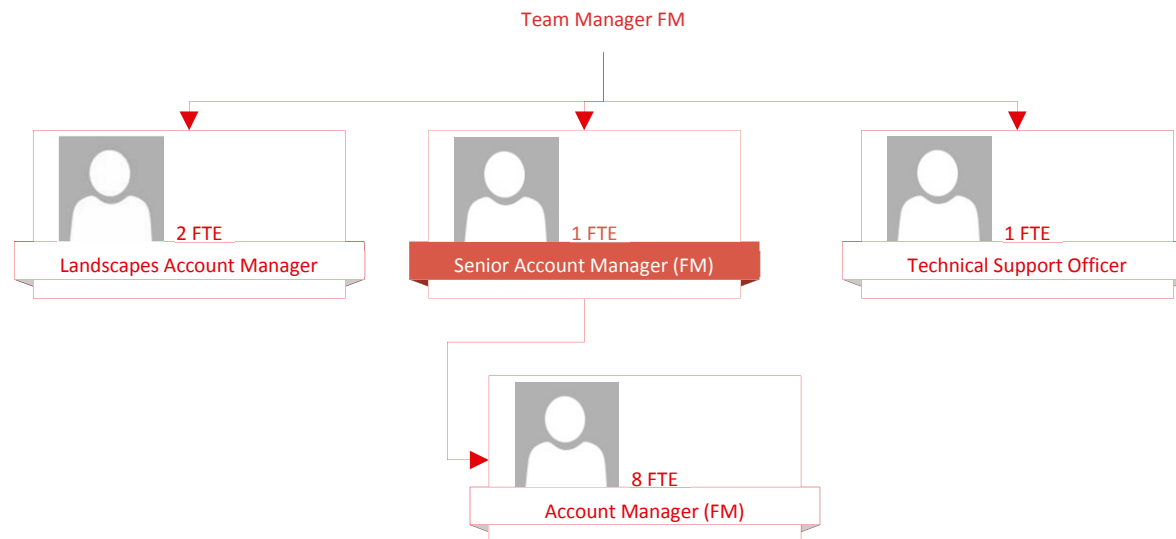 Team Manager FM
2 FTE
Landscapes Account Manager
1 FTE
Senior Account Manager (FM)
1 FTE
Technical Support Officer
8 FTE
Account Manager (FM)